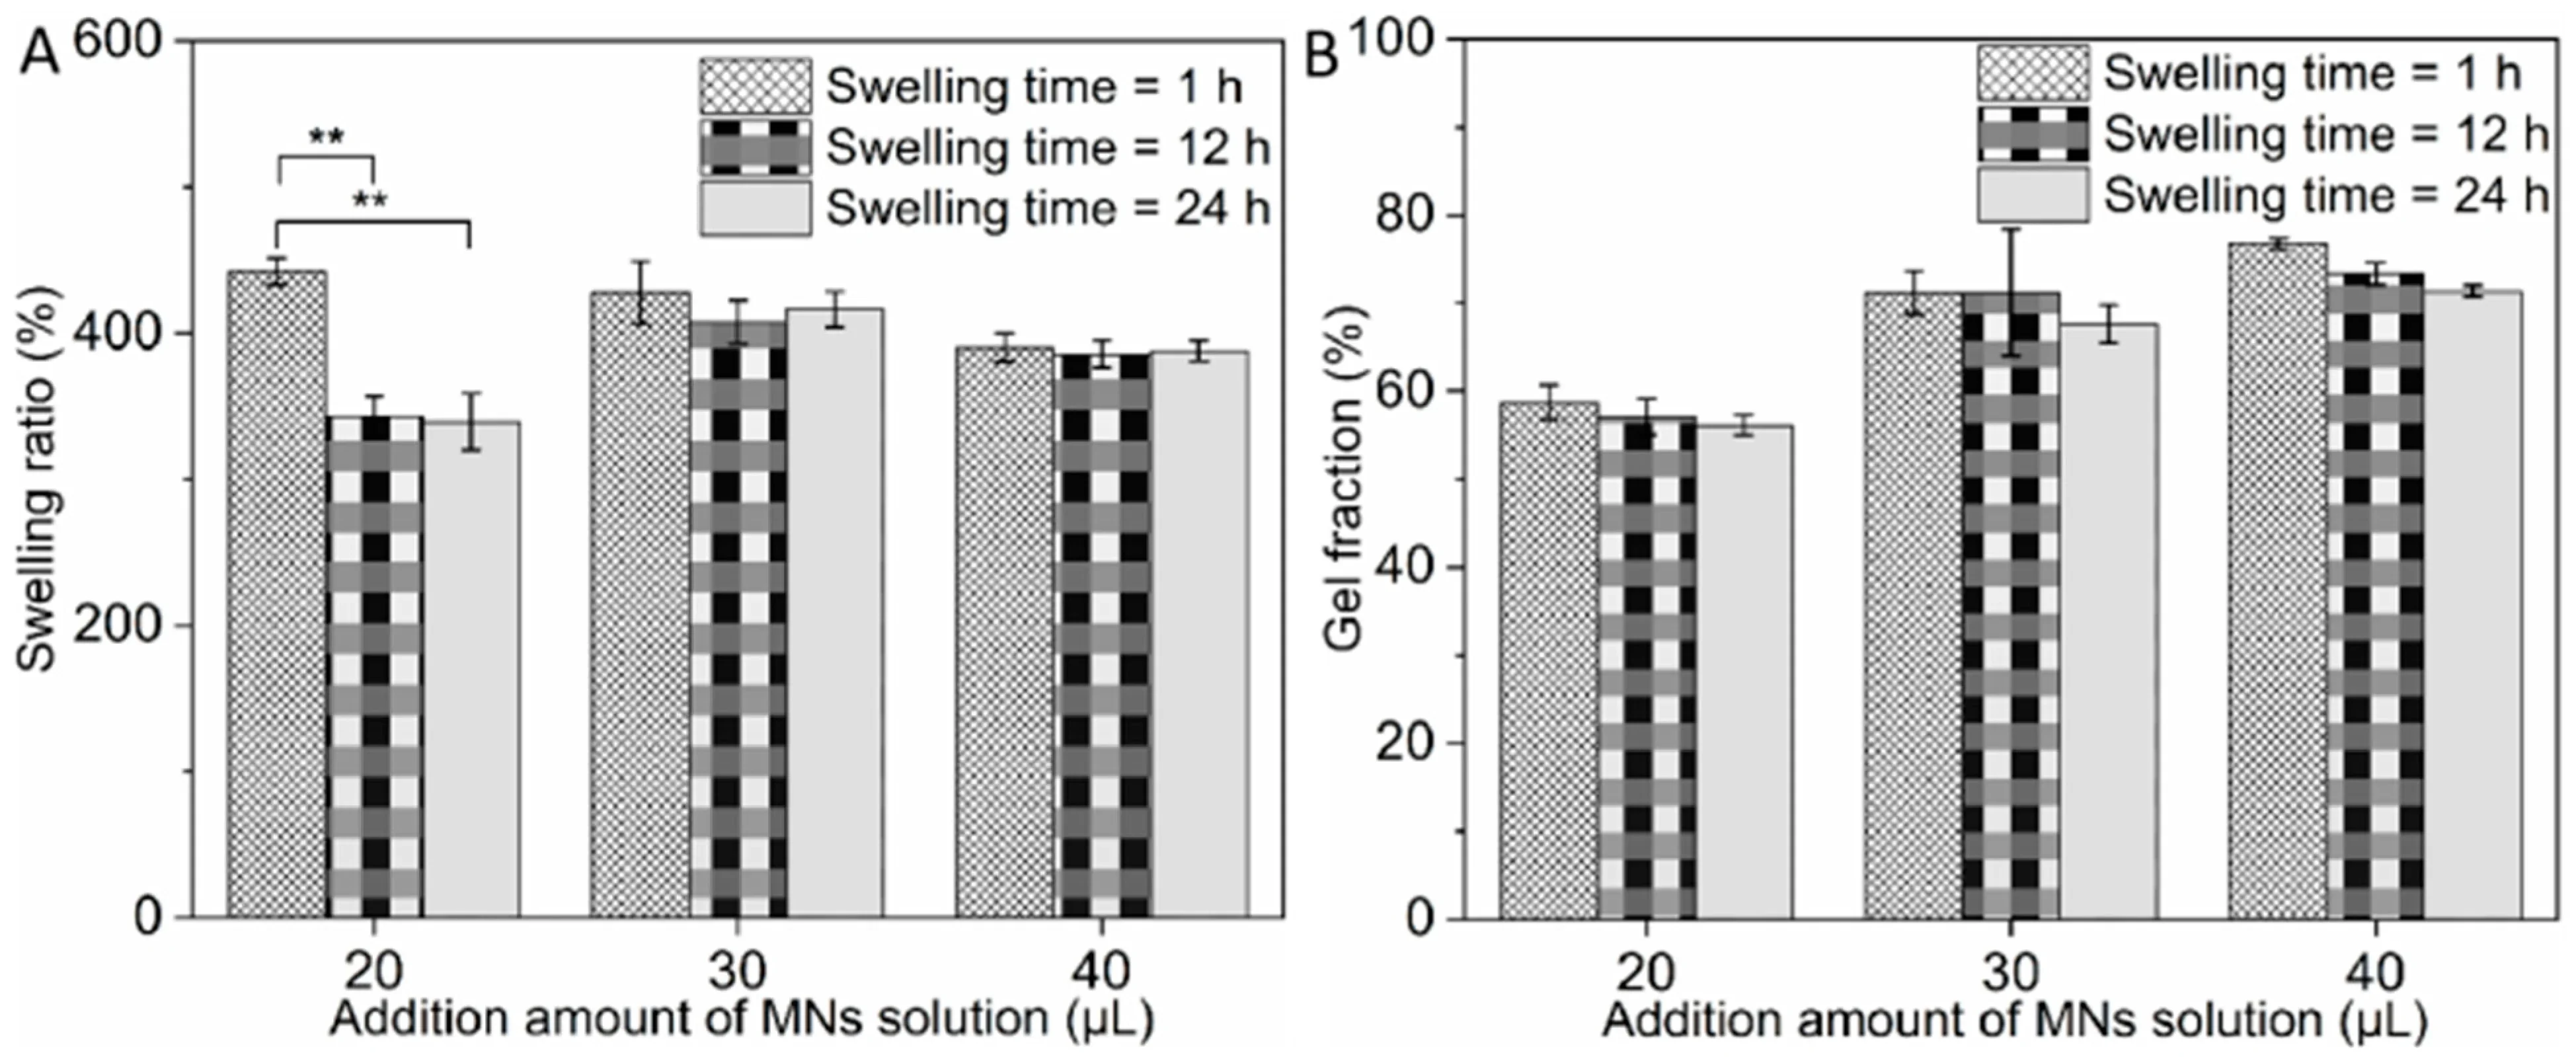 A
600
400
200
0
Swelling ratio (%)
**
**
Swelling time = 1 h
Swelling time = 12 h
Swelling time = 24 h
20
30
40
Addition amount of MNs solution (µL)
B
100
80
60
40
20
0
Gel fraction (%)
Swelling time = 1 h
Swelling time = 12 h
Swelling time = 24 h
20
30
40
Addition amount of MNs solution (µL)